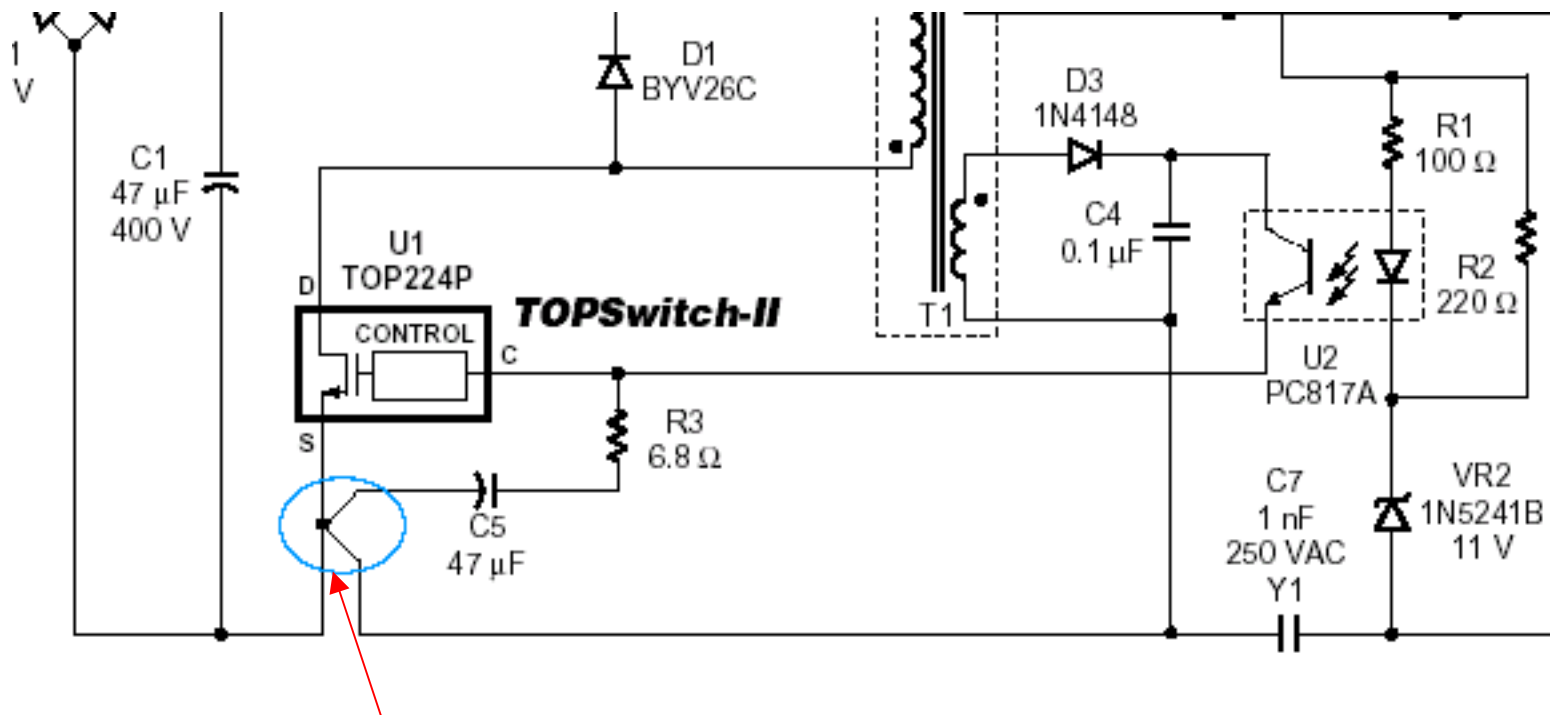 1
V
C1
47 µF
400 V
D1
BYV26C
U1
TOP224P
D
CONTROL
C
S
TOPSwitch-II
R3
6.8 Ω
C5
47 µF
T1
D3
1N4148
C4
0.1 µF
R1
100 Ω
R2
220 Ω
U2
PC817A
C7
1 nF
250 VAC
Y1
VR2
1N5241B
11 V